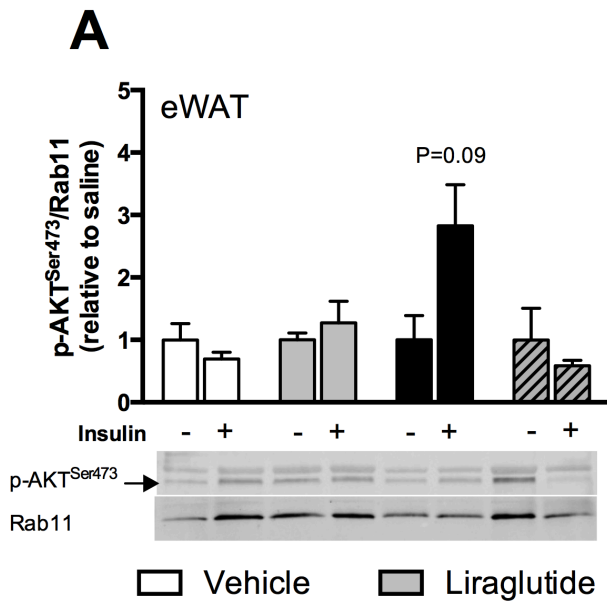 A
eWAT
p-AKTSer473/Rab11
(relative to saline)
5
4
3
2
1
0
P=0.09
Insulin - + - + - + - +
p-AKTSer473
Rab11
Vehicle Liraglutide